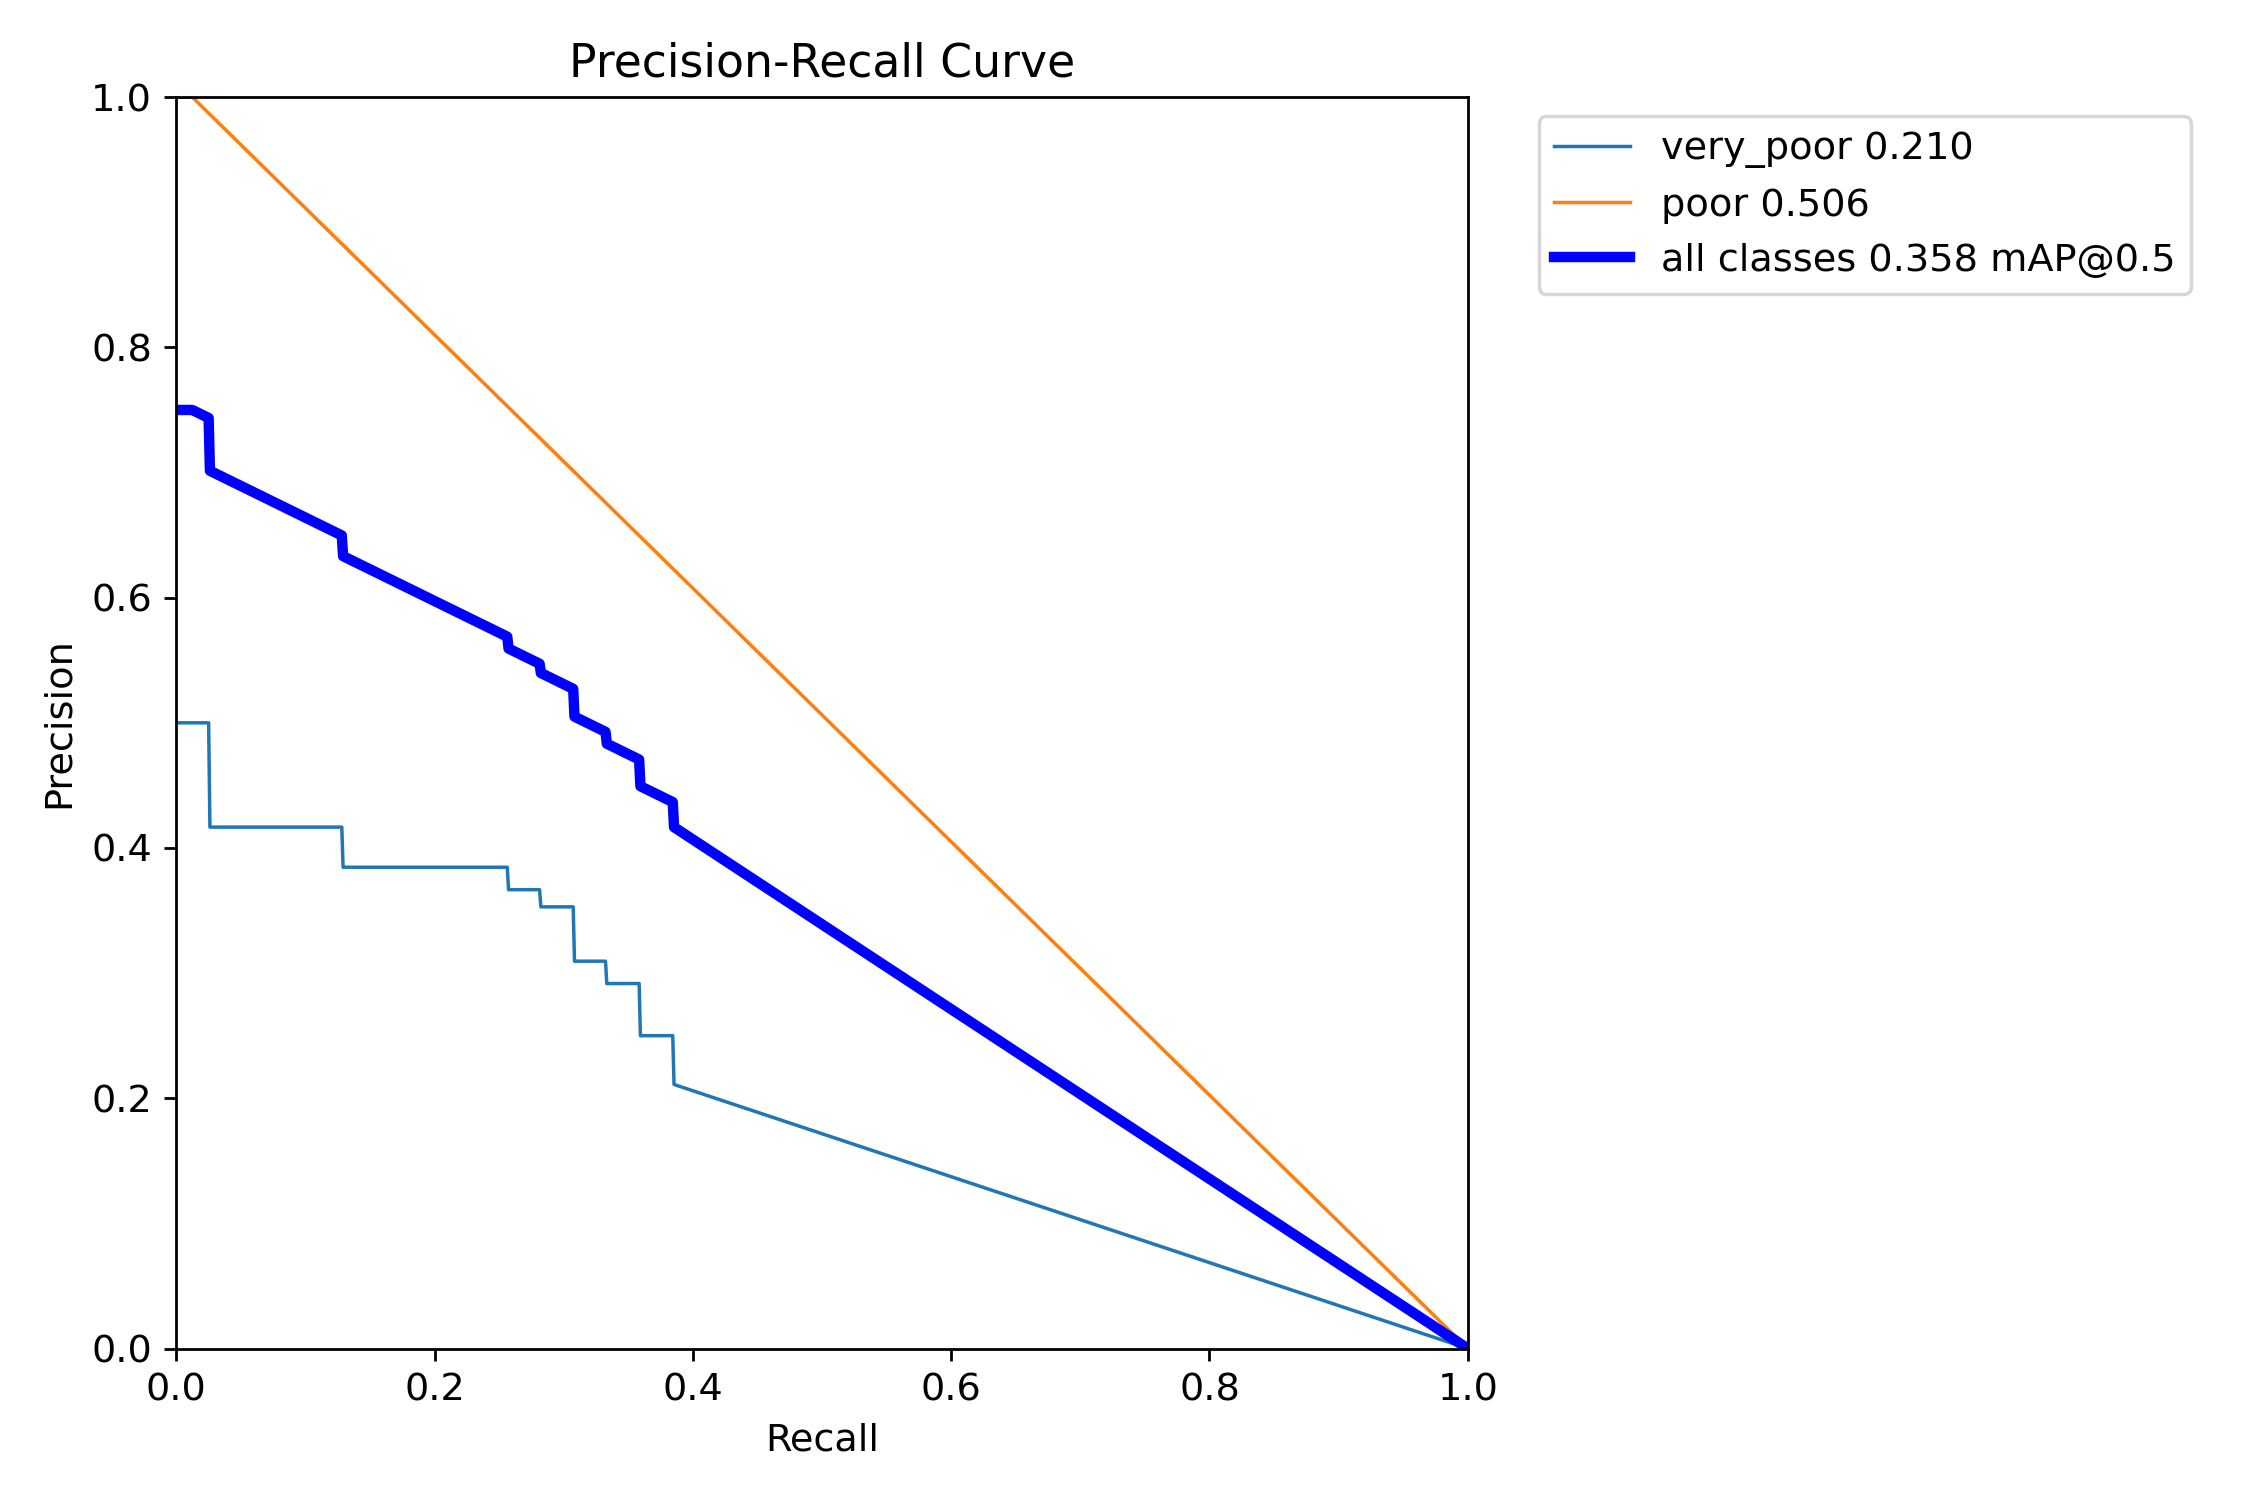 Precision-Recall Curve
1.0
0.8
0.6
0.4
0.2
0.0
Precision
0.0 0.2 0.4 0.6 0.8 1.0
Recall
very_poor 0.210
poor 0.506
all classes 0.358 mAP@0.5